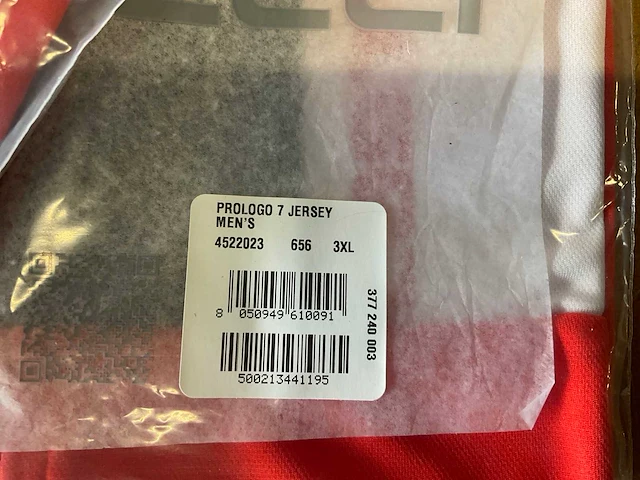 PROLOGO 7 JERSEY
MEN'S
4522023 656 3XL
8 050949 610091
500213441195
377 240 003